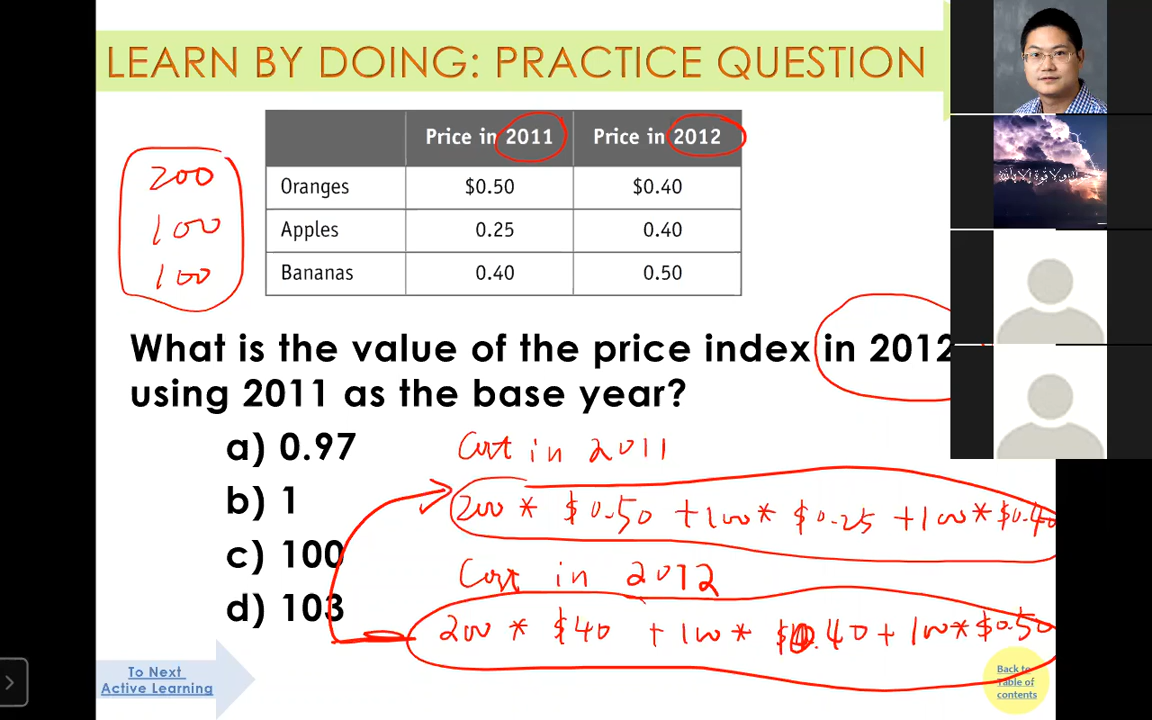 LEARN BY DOING: PRACTICE QUESTION
Price in 2011 Price in 2012
200 Oranges $0.50 $0.40
100 Apples 0.25 0.40
100 Bananas 0.40 0.50
What is the value of the price index in 2012
using 2011 as the base year?
a) 0.97
Cost in 2011
b) 1
200 * $0.50 + 100 * $0.25 + 100 * $0.40
c) 100
Cost in 2012
d) 103
200 * $40 + 100 * $0.40 + 100 * $0.50
To Next
Active Learning
Back to
Table of
contents